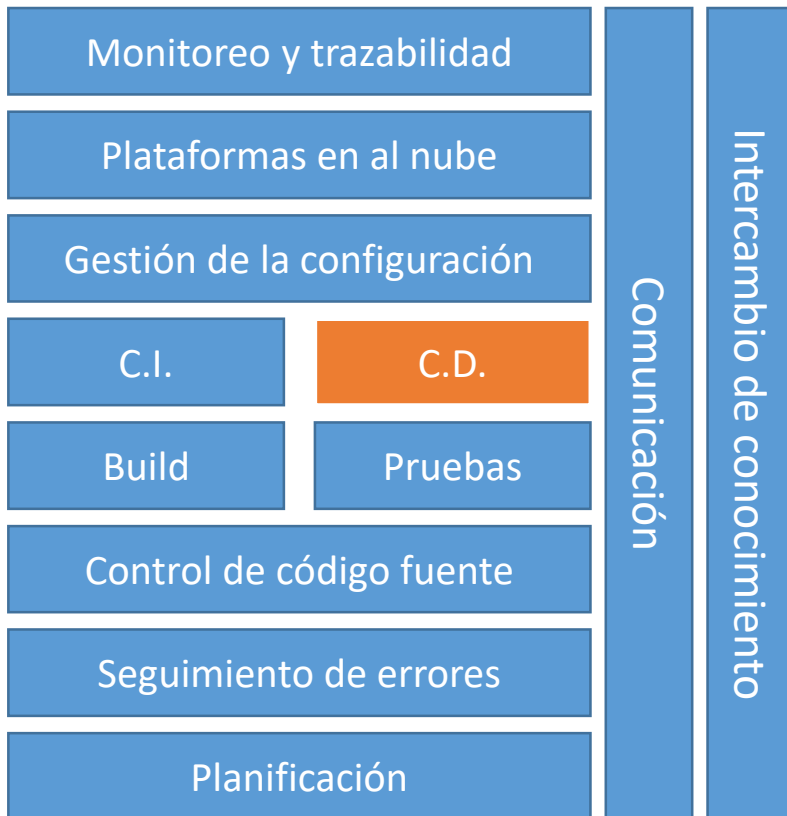 Monitoreo y trazabilidad
Plataformas en al nube
Gestión de la configuración
C.I.
C.D.
Build
Pruebas
Control de código fuente
Seguimiento de errores
Planificación
Comunicación
Intercambio de conocimiento